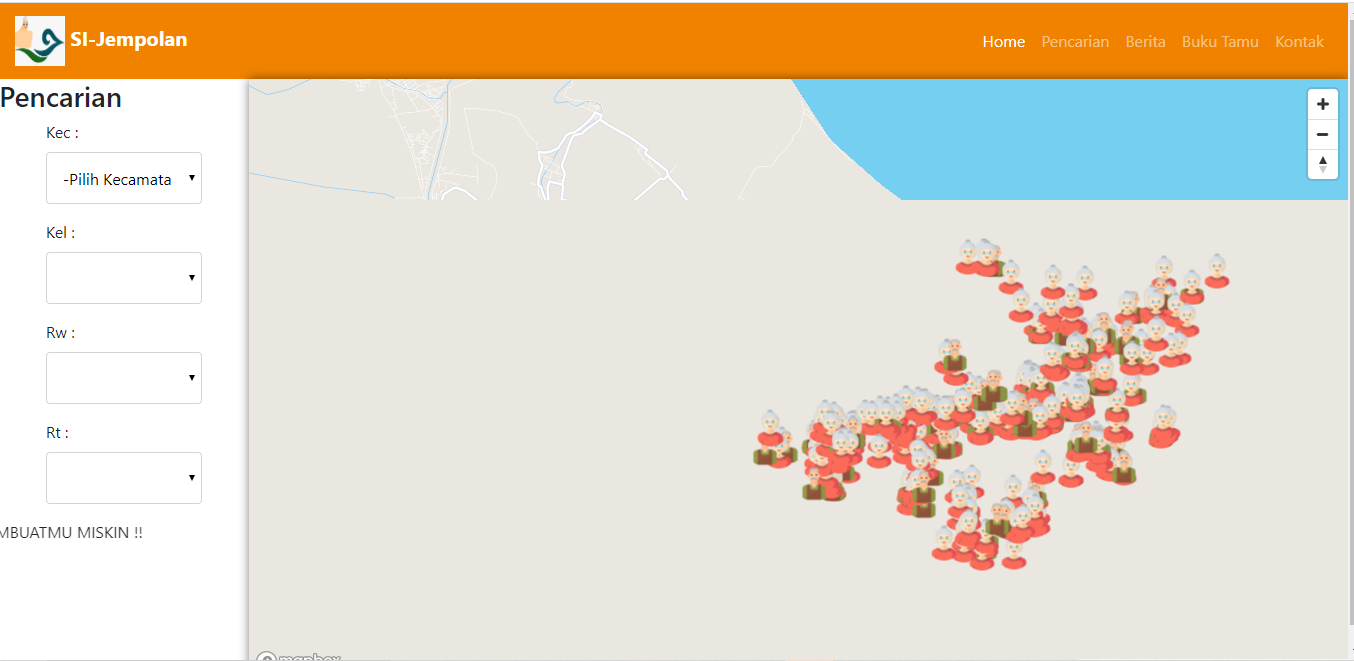 SI-Jempolan
Home Pencarian Berita Buku Tamu Kontak
Pencarian
Kec :
-Pilih Kecamata
Kel :
Rw :
Rt :
MBUATMU MISKIN !!
mapbox